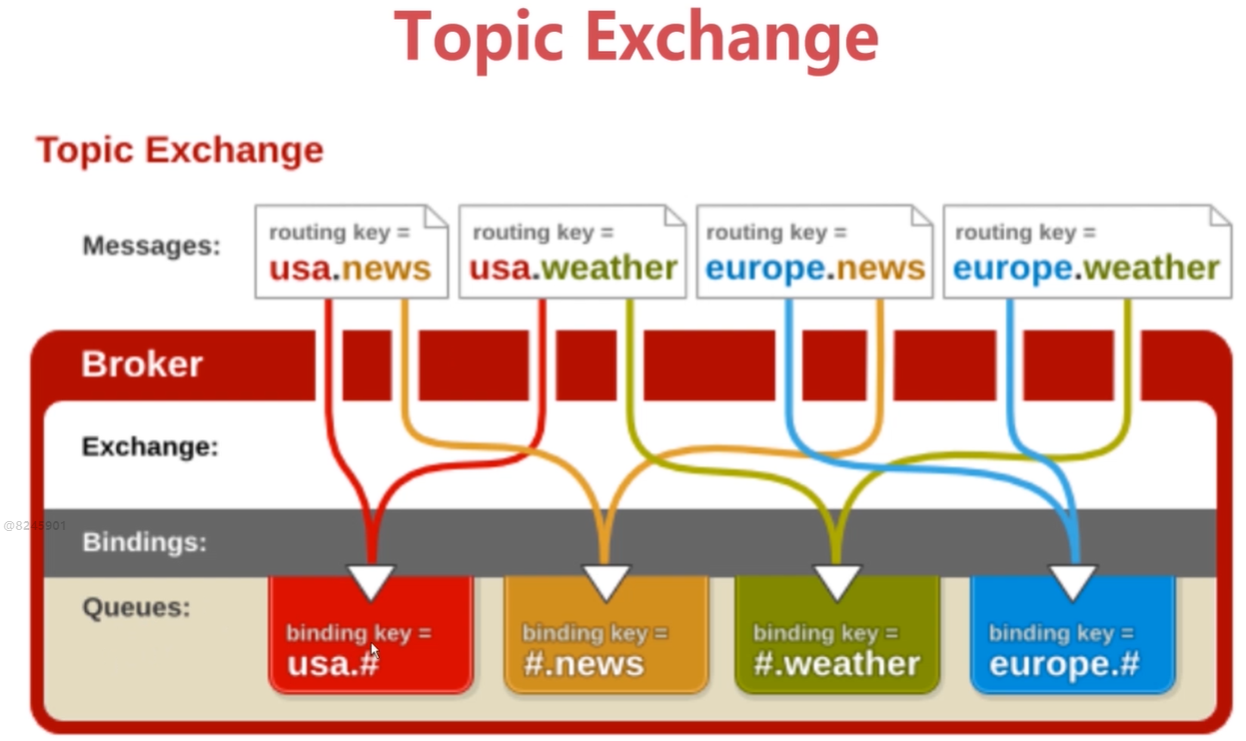 Topic Exchange
Topic Exchange
Messages:
routing key =
usa.news
routing key =
usa.weather
routing key =
europe.news
routing key =
europe.weather
Broker
Exchange:
@8245901
Bindings:
Queues:
binding key =
usa.#
binding key =
#.news
binding key =
#.weather
binding key =
europe.#